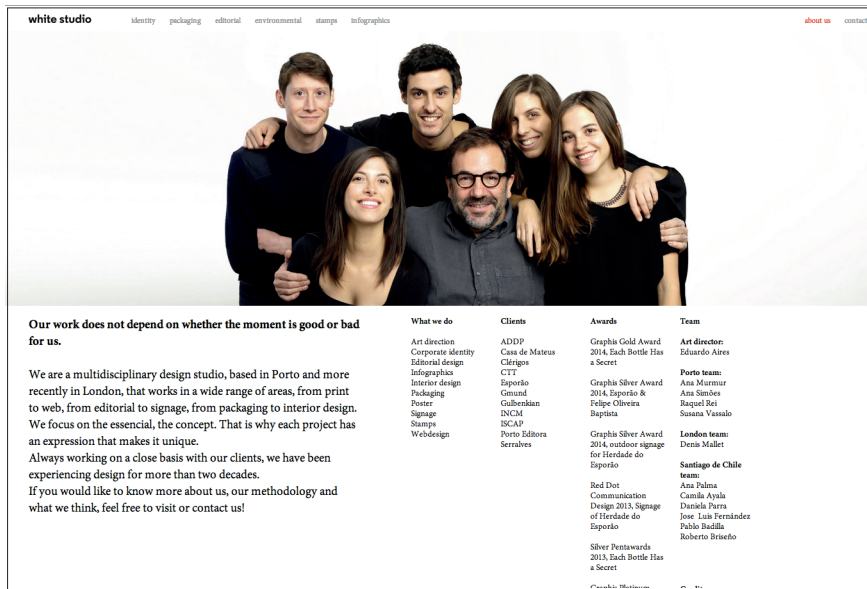 white studio
identity packaging editorial environmental stamps infographics
about us contact
Our work does not depend on whether the moment is good or bad
for us.
We are a multidisciplinary design studio, based in Porto and more
recently in London, that works in a wide range of areas, from print
to web, from editorial to signage, from packaging to interior design.
We focus on the essencial, the concept. That is why each project has
an expression that makes it unique.
Always working on a close basis with our clients, we have been
experiencing design for more than two decades.
If you would like to know more about us, our methodology and
what we think, feel free to visit or contact us!
What we do
Art direction
Corporate identity
Editorial design
Infographics
Interior design
Packaging
Poster
Signage
Stamps
Webdesign
Clients
ADDP
Casa de Mateus
Clérigos
CTT
Esporão
Gmund
Gulbenkian
INCM
ISCAP
Porto Editora
Serralves
Awards
Graphis Gold Award
2014, Each Bottle Has
a Secret
Graphis Silver Award
2014, Esporão &
Felipe Oliveira
Baptista
Graphis Silver Award
2014, outdoor signage
for Herdade do
Esporão
Red Dot
Communication
Design 2013, Signage
of Herdade do
Esporão
Silver Pentawards
2013, Each Bottle Has
a Secret
Graphis Platinum
Team
Art director:
Eduardo Aires
Porto team:
Ana Murmur
Ana Simões
Raquel Rei
Susana Vassalo
London team:
Denis Mallet
Santiago de Chile
team:
Ana Palma
Camila Ayala
Daniela Parra
Jose Luis Fernández
Pablo Badilla
Roberto Briseño